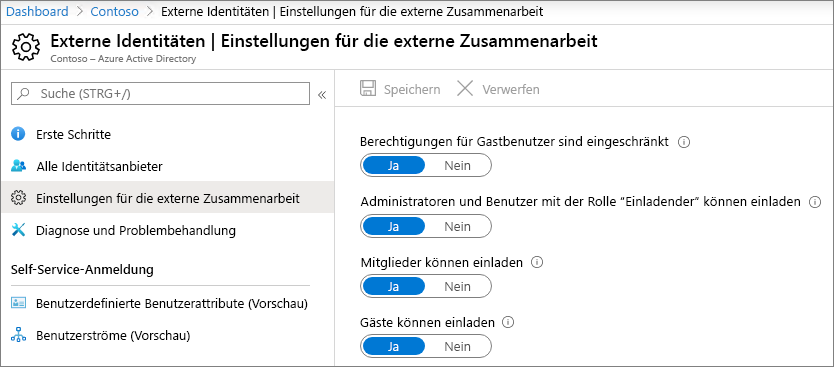 Dashboard > Contoso > Externe Identitäten | Einstellungen für die externe Zusammenarbeit
Externe Identitäten | Einstellungen für die externe Zusammenarbeit
Contoso – Azure Active Directory
Suche (STRG+/)
«
Erste Schritte
Alle Identitätsanbieter
Einstellungen für die externe Zusammenarbeit
Diagnose und Problembehandlung
Self-Service-Anmeldung
Benutzerdefinierte Benutzerattribute (Vorschau)
Benutzerströme (Vorschau)
Speichern Verwerfen
Berechtigungen für Gastbenutzer sind eingeschränkt
Ja Nein
Administratoren und Benutzer mit der Rolle “Einladender” können einladen
Ja Nein
Mitglieder können einladen
Ja Nein
Gäste können einladen
Ja Nein